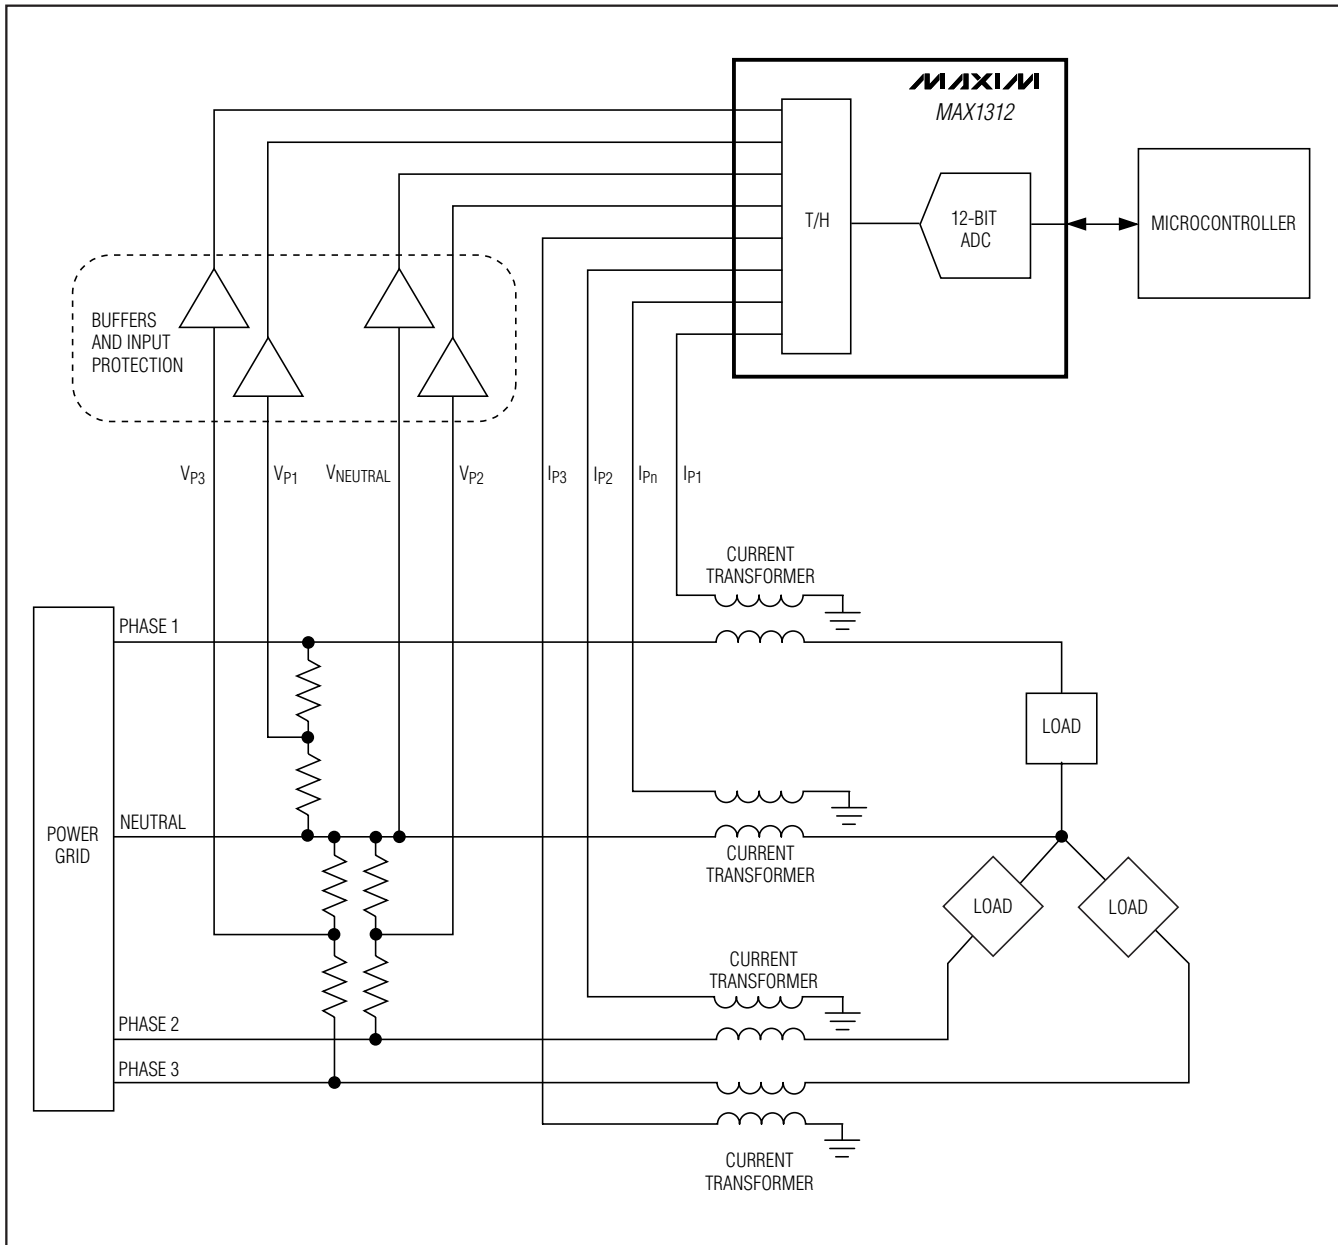 MAXIM
MAX1312
T/H
12-BIT
ADC
MICROCONTROLLER
BUFFERS
AND INPUT
PROTECTION
VP3
VP1
VNEUTRAL
VP2
IP3
IP2
IPn
IP1
CURRENT
TRANSFORMER
PHASE 1
LOAD
NEUTRAL
POWER
GRID
CURRENT
TRANSFORMER
LOAD
LOAD
CURRENT
TRANSFORMER
PHASE 2
PHASE 3
CURRENT
TRANSFORMER